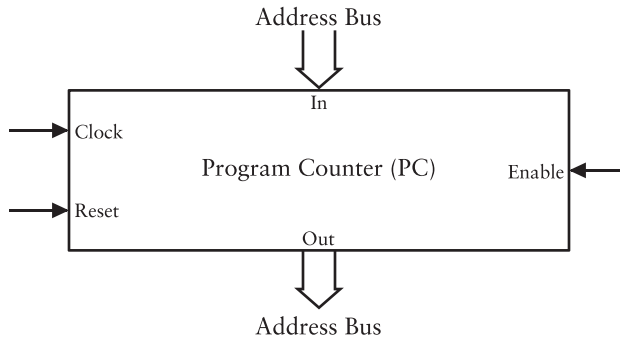 Address Bus
In
Clock
Program Counter (PC)
Enable
Reset
Out
Address Bus